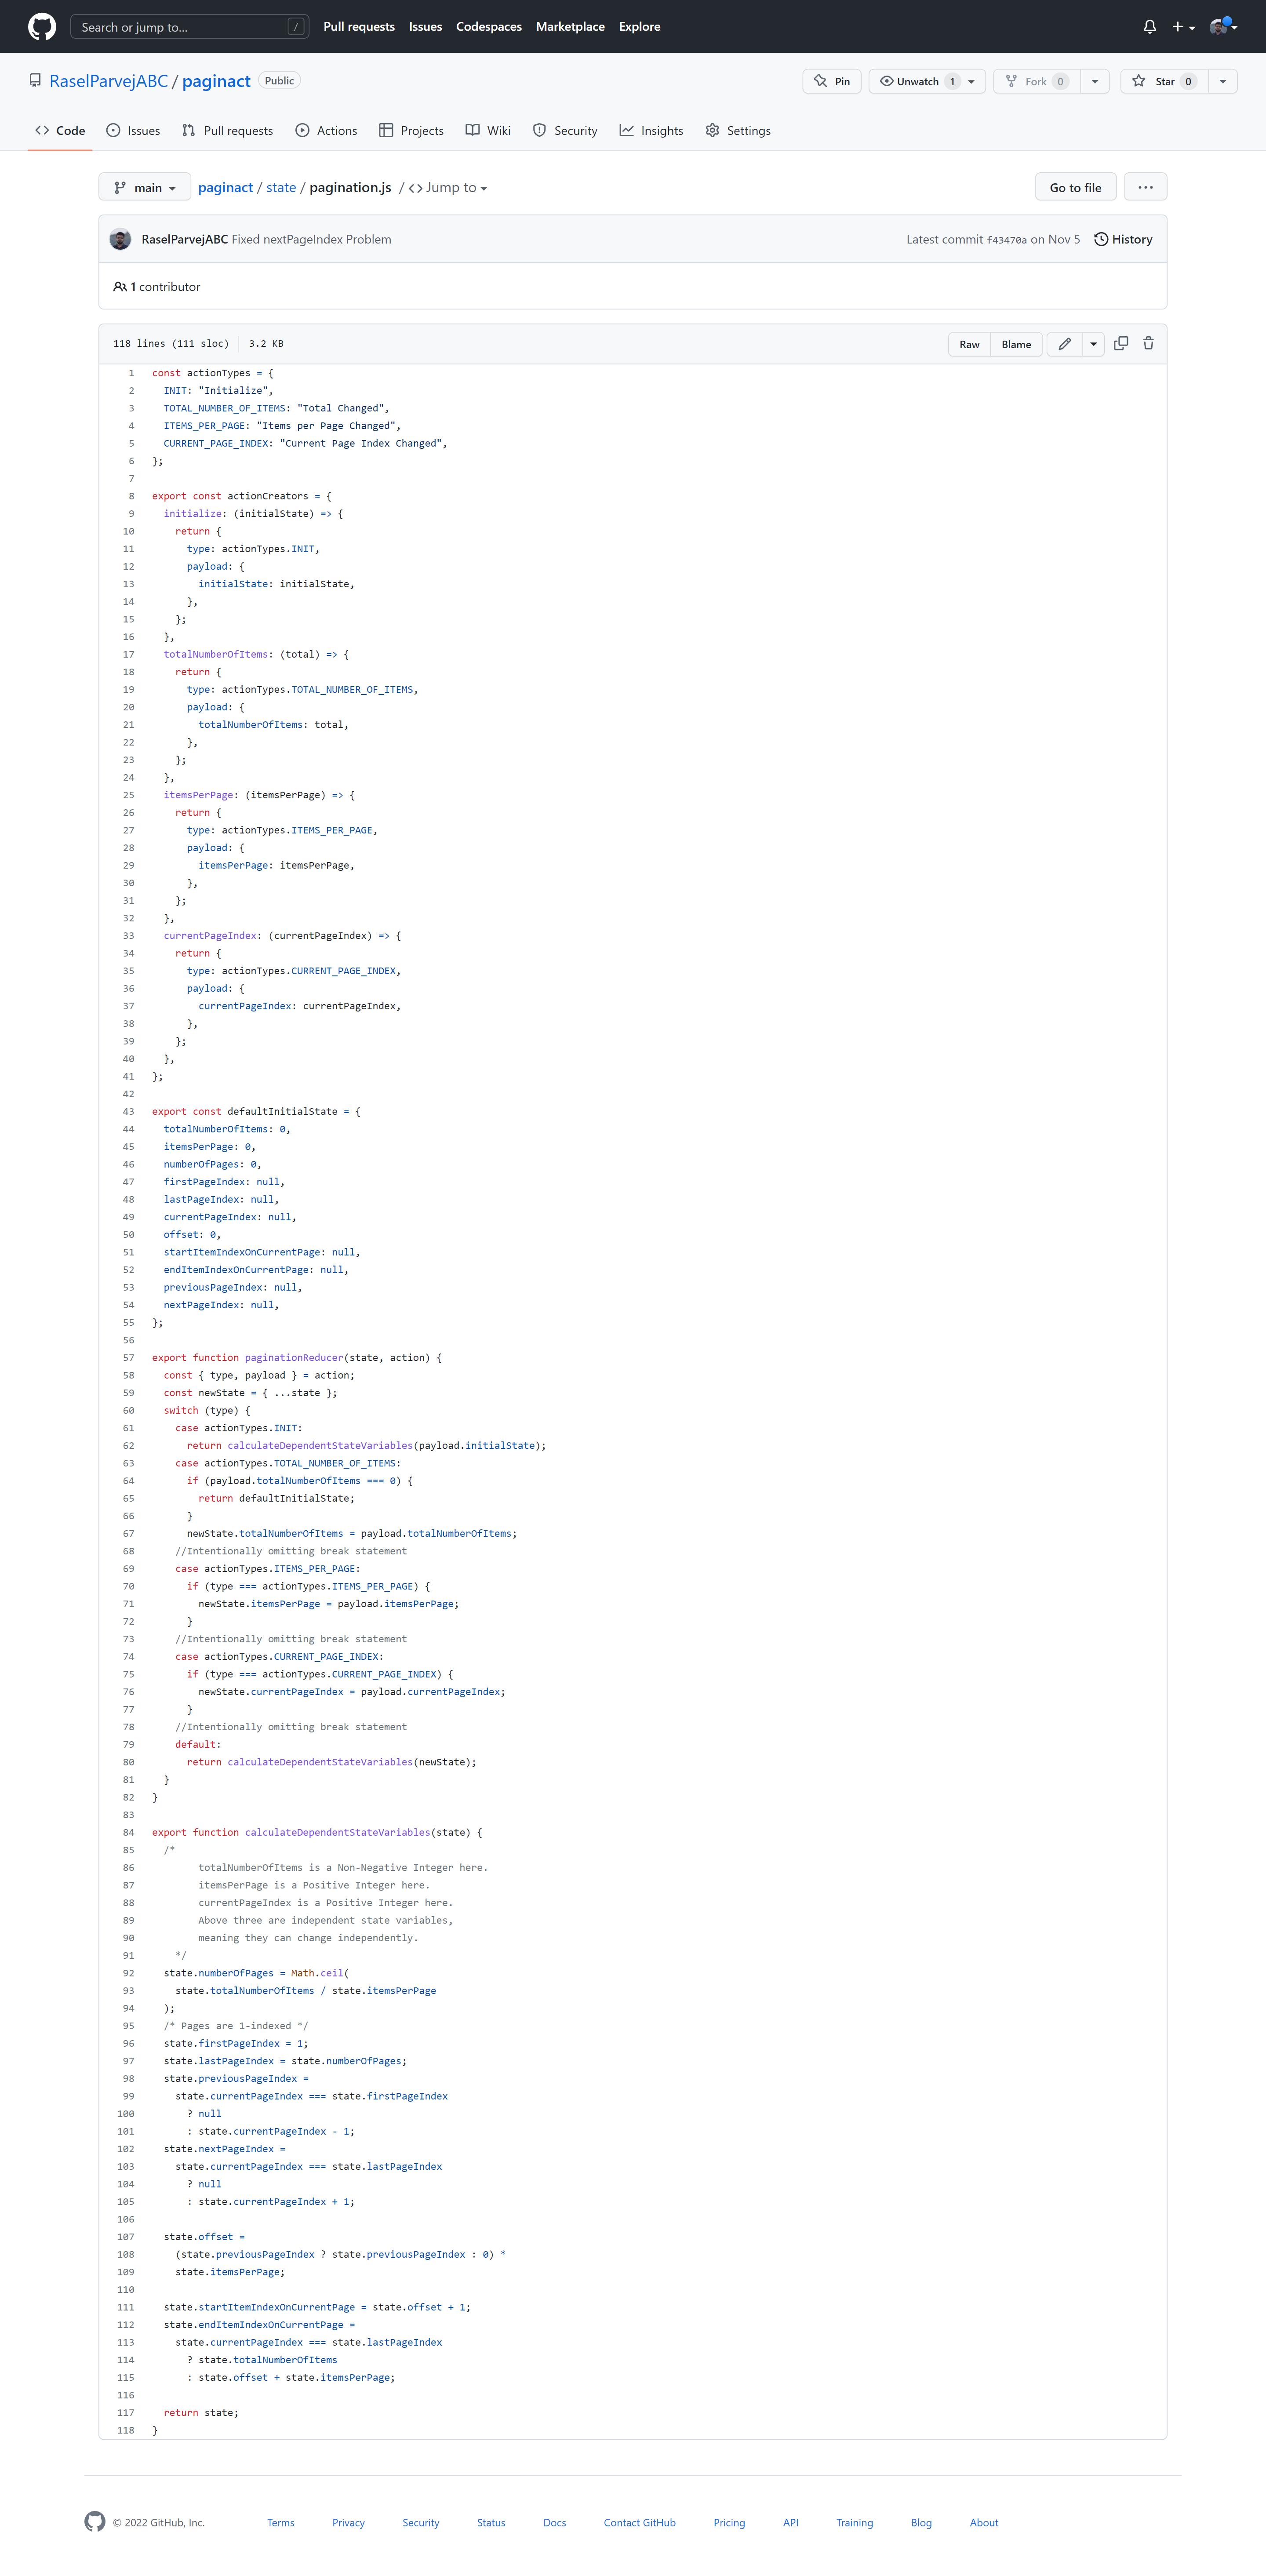 Search or jump to... /
Pull requests Issues Codespaces Marketplace Explore
RaselParvejABC / paginact Public
Pin Unwatch 1 Fork 0 Star 0
Code Issues Pull requests Actions Projects Wiki Security Insights Settings
main paginact / state / pagination.js / <> Jump to Go to file ...
RaselParvejABC Fixed nextPageIndex Problem Latest commit f43470a on Nov 5 History
1 contributor
118 lines (111 sloc) 3.2 KB Raw Blame
1 const actionTypes = {
2 INIT: "Initialize",
3 TOTAL_NUMBER_OF_ITEMS: "Total Changed",
4 ITEMS_PER_PAGE: "Items per Page Changed",
5 CURRENT_PAGE_INDEX: "Current Page Index Changed",
6 };
7
8 export const actionCreators = {
9 initialize: (initialState) => {
10 return {
11 type: actionTypes.INIT,
12 payload: {
13 initialState: initialState,
14 },
15 };
16 },
17 totalNumberOfItems: (total) => {
18 return {
19 type: actionTypes.TOTAL_NUMBER_OF_ITEMS,
20 payload: {
21 totalNumberOfItems: total,
22 },
23 };
24 },
25 itemsPerPage: (itemsPerPage) => {
26 return {
27 type: actionTypes.ITEMS_PER_PAGE,
28 payload: {
29 itemsPerPage: itemsPerPage,
30 },
31 };
32 },
33 currentPageIndex: (currentPageIndex) => {
34 return {
35 type: actionTypes.CURRENT_PAGE_INDEX,
36 payload: {
37 currentPageIndex: currentPageIndex,
38 },
39 };
40 },
41 };
42
43 export const defaultInitialState = {
44 totalNumberOfItems: 0,
45 itemsPerPage: 0,
46 numberOfPages: 0,
47 firstPageIndex: null,
48 lastPageIndex: null,
49 currentPageIndex: null,
50 offset: 0,
51 startItemIndexOnCurrentPage: null,
52 endItemIndexOnCurrentPage: null,
53 previousPageIndex: null,
54 nextPageIndex: null,
55 };
56
57 export function paginationReducer(state, action) {
58 const { type, payload } = action;
59 const newState = { ...state };
60 switch (type) {
61 case actionTypes.INIT:
62 return calculateDependentStateVariables(payload.initialState);
63 case actionTypes.TOTAL_NUMBER_OF_ITEMS:
64 if (payload.totalNumberOfItems === 0) {
65 return defaultInitialState;
66 }
67 newState.totalNumberOfItems = payload.totalNumberOfItems;
68 //Intentionally omitting break statement
69 case actionTypes.ITEMS_PER_PAGE:
70 if (type === actionTypes.ITEMS_PER_PAGE) {
71 newState.itemsPerPage = payload.itemsPerPage;
72 }
73 //Intentionally omitting break statement
74 case actionTypes.CURRENT_PAGE_INDEX:
75 if (type === actionTypes.CURRENT_PAGE_INDEX) {
76 newState.currentPageIndex = payload.currentPageIndex;
77 }
78 //Intentionally omitting break statement
79 default:
80 return calculateDependentStateVariables(newState);
81 }
82 }
83
84 export function calculateDependentStateVariables(state) {
85 /*
86 totalNumberOfItems is a Non-Negative Integer here.
87 itemsPerPage is a Positive Integer here.
88 currentPageIndex is a Positive Integer here.
89 Above three are independent state variables,
90 meaning they can change independently.
91 */
92 state.numberOfPages = Math.ceil(
93 state.totalNumberOfItems / state.itemsPerPage
94 );
95 /* Pages are 1-indexed */
96 state.firstPageIndex = 1;
97 state.lastPageIndex = state.numberOfPages;
98 state.previousPageIndex =
99 state.currentPageIndex === state.firstPageIndex
100 ? null
101 : state.currentPageIndex - 1;
102 state.nextPageIndex =
103 state.currentPageIndex === state.lastPageIndex
104 ? null
105 : state.currentPageIndex + 1;
106
107 state.offset =
108 (state.previousPageIndex ? state.previousPageIndex : 0) *
109 state.itemsPerPage;
110
111 state.startItemIndexOnCurrentPage = state.offset + 1;
112 state.endItemIndexOnCurrentPage =
113 state.currentPageIndex === state.lastPageIndex
114 ? state.totalNumberOfItems
115 : state.offset + state.itemsPerPage;
116
117 return state;
118 }
© 2022 GitHub, Inc. Terms Privacy Security Status Docs Contact GitHub Pricing API Training Blog About